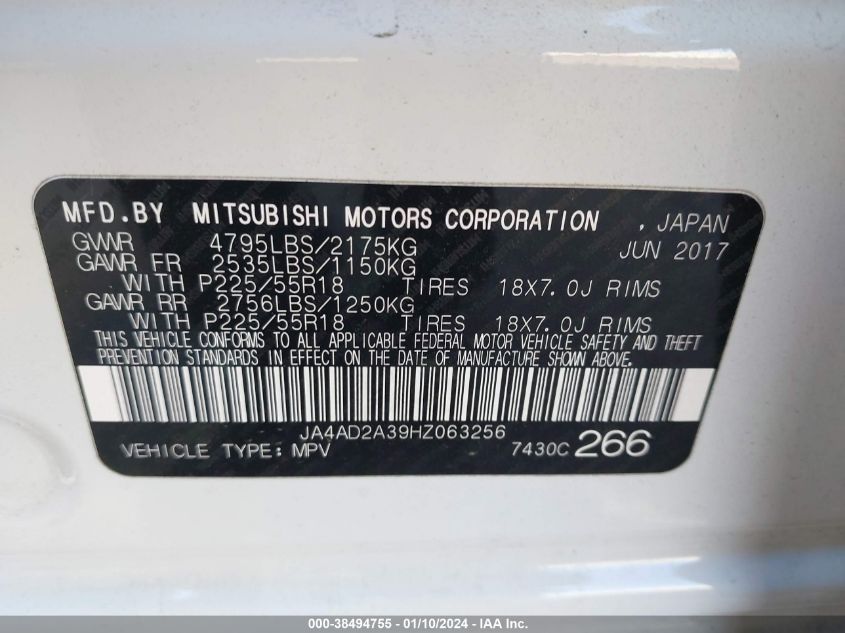 MFD.BY MITSUBISHI MOTORS CORPORATION , JAPAN
GVWR 4795LBS/2175KG JUN 2017
GAWR FR 2535LBS/1150KG
WITH P225/55R18 TIRES 18X7.0J RIMS
GAWR RR 2756LBS/1250KG
WITH P225/55R18 TIRES 18X7.0J RIMS
THIS VEHICLE CONFORMS TO ALL APPLICABLE FEDERAL MOTOR VEHICLE SAFETY AND THEFT
PREVENTION STANDARDS IN EFFECT ON THE DATE OF MANUFACTURE SHOWN ABOVE.
JA4AD2A39HZ063256
VEHICLE TYPE: MPV 7430C 266
000-38494755 - 01/10/2024 - IAA Inc.